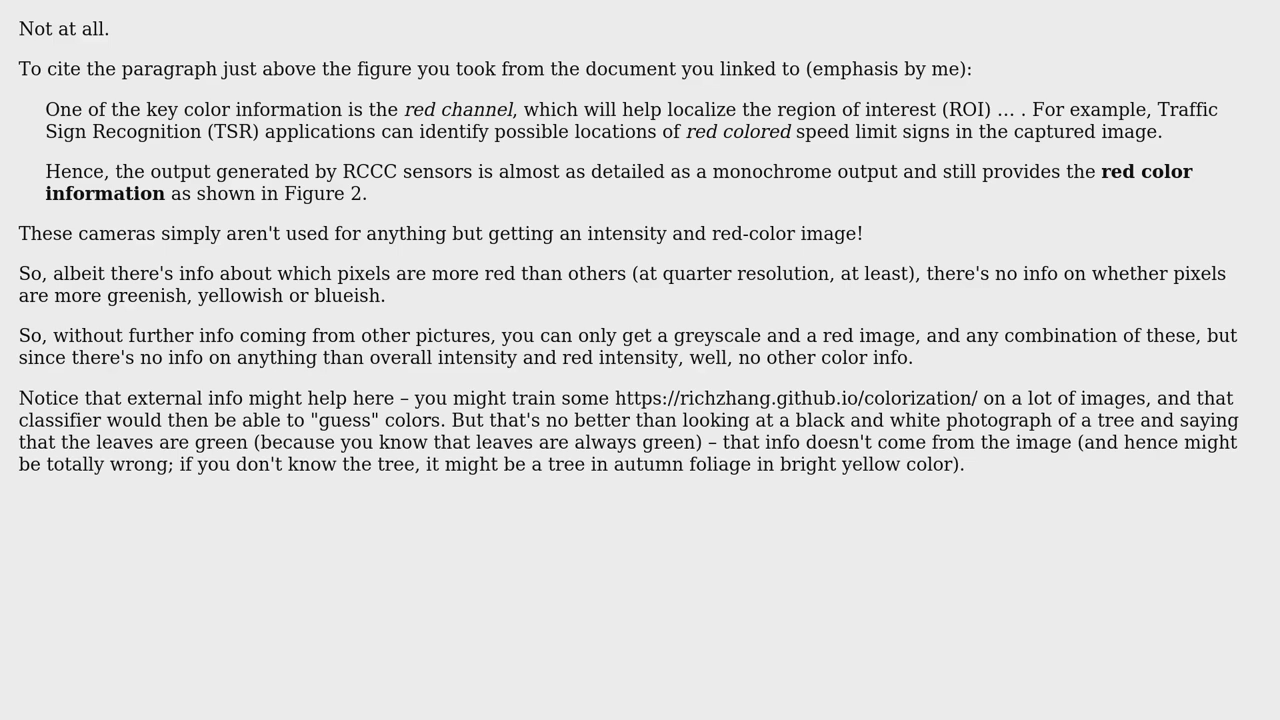 Not at all.
To cite the paragraph just above the figure you took from the document you linked to (emphasis by me):
One of the key color information is the red channel, which will help localize the region of interest (ROI) … . For example, Traffic
Sign Recognition (TSR) applications can identify possible locations of red colored speed limit signs in the captured image.
Hence, the output generated by RCCC sensors is almost as detailed as a monochrome output and still provides the red color
information as shown in Figure 2.
These cameras simply aren't used for anything but getting an intensity and red-color image!
So, albeit there's info about which pixels are more red than others (at quarter resolution, at least), there's no info on whether pixels
are more greenish, yellowish or blueish.
So, without further info coming from other pictures, you can only get a greyscale and a red image, and any combination of these, but
since there's no info on anything than overall intensity and red intensity, well, no other color info.
Notice that external info might help here – you might train some https://richzhang.github.io/colorization/ on a lot of images, and that
classifier would then be able to "guess" colors. But that's no better than looking at a black and white photograph of a tree and saying
that the leaves are green (because you know that leaves are always green) – that info doesn't come from the image (and hence might
be totally wrong; if you don't know the tree, it might be a tree in autumn foliage in bright yellow color).